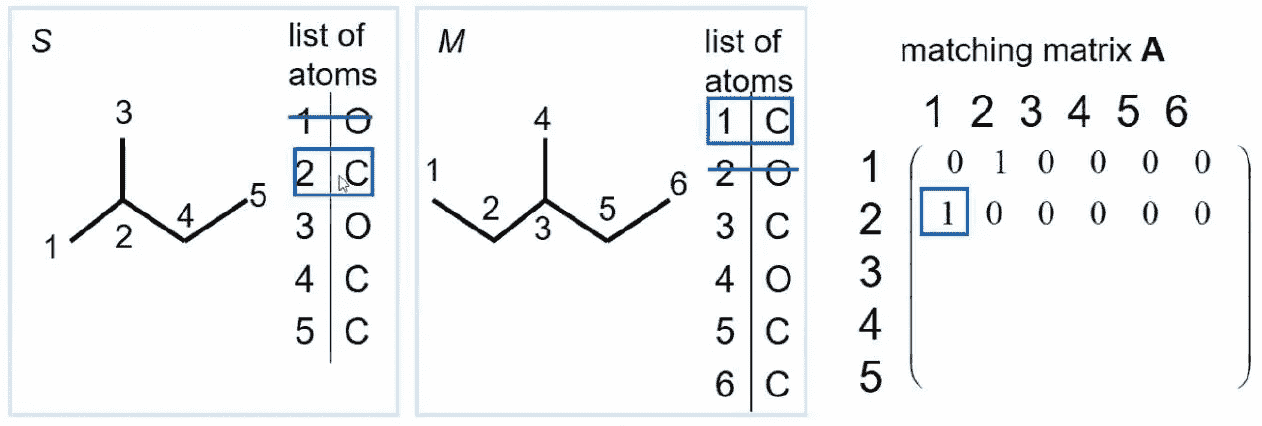 S
list of
atoms
1 O
2 C
3 O
4 C
5 C
3
5
4
1
2
M
list of
atoms
1 C
2 O
3 C
4 O
5 C
6 C
4
1
6
2
5
3
matching matrix A
1 2 3 4 5 6
1 0 1 0 0 0 0
2 1 0 0 0 0 0
3
4
5